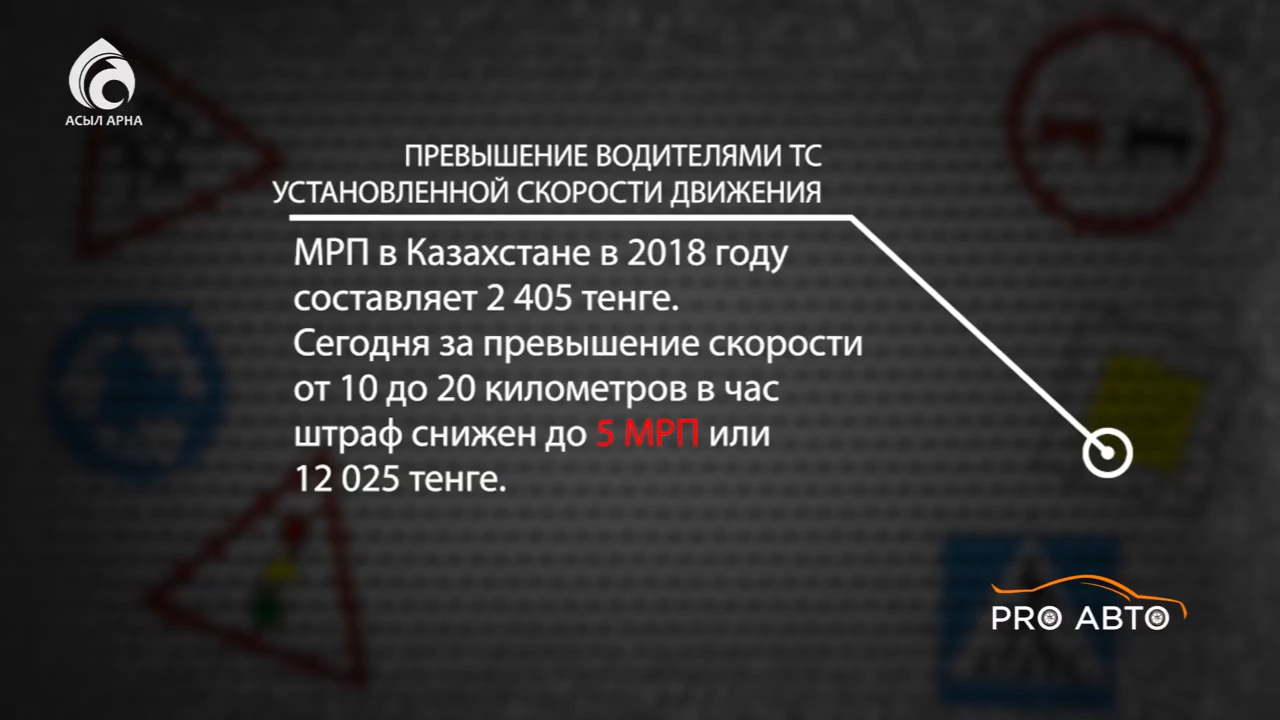 АСЫЛ АРНА
ПРЕВЫШЕНИЕ ВОДИТЕЛЯМИ ТС
УСТАНОВЛЕННОЙ СКОРОСТИ ДВИЖЕНИЯ
МРП в Казахстане в 2018 году
составляет 2 405 тенге.
Сегодня за превышение скорости
от 10 до 20 километров в час
штраф снижен до 5 МРП или
12 025 тенге.
PRO АВТО